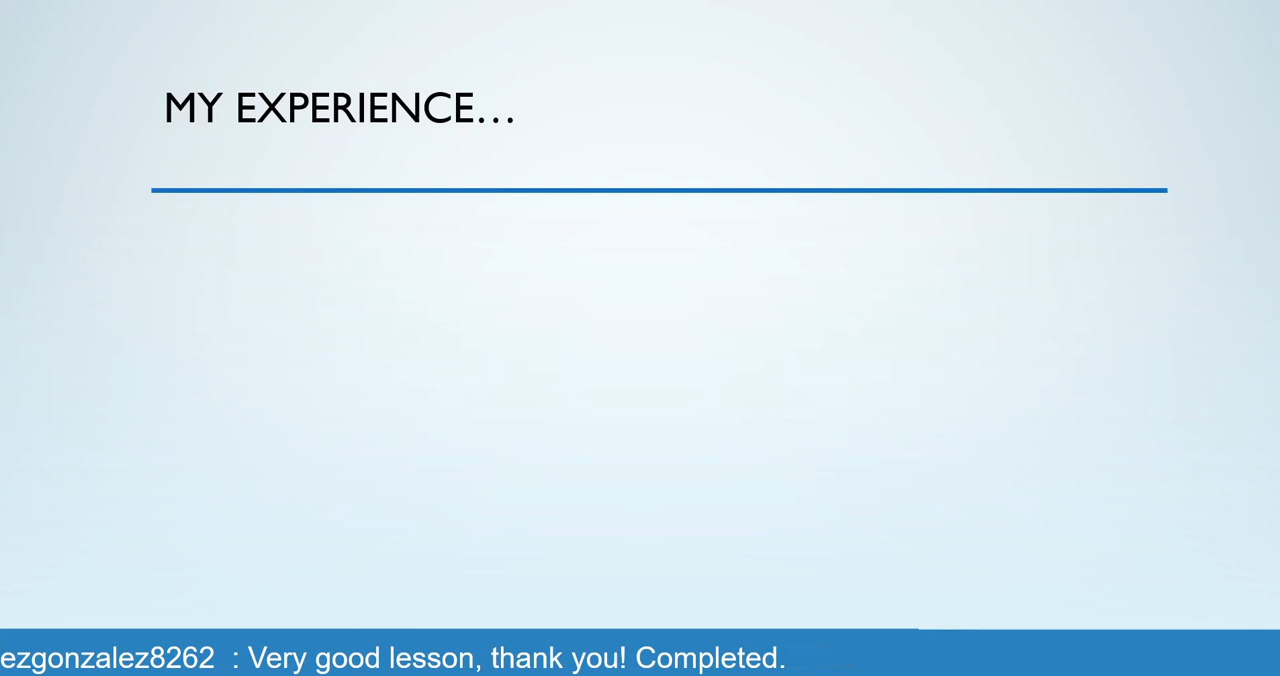 MY EXPERIENCE…
ezgonzalez8262 : Very good lesson, thank you! Completed.